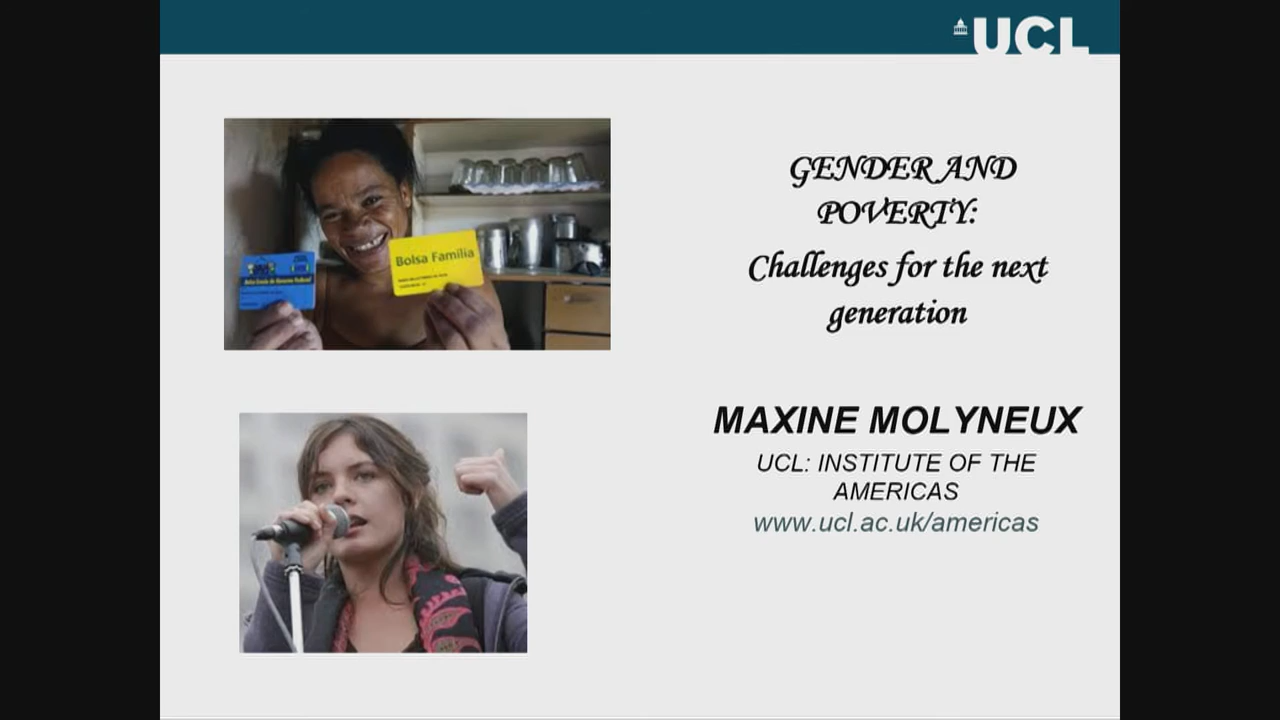 UCL
GENDER AND
POVERTY:
Challenges for the next
generation
Bolsa Família
MAXINE MOLYNEUX
UCL: INSTITUTE OF THE
AMERICAS
www.ucl.ac.uk/americas